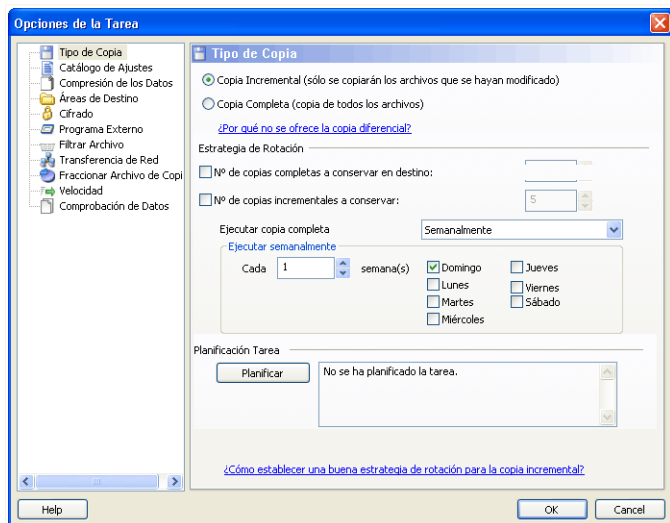 Opciones de la Tarea
Tipo de Copia
Catálogo de Ajustes
Compresión de los Datos
Áreas de Destino
Cifrado
Programa Externo
Filtrar Archivo
Transferencia de Red
Fraccionar Archivo de Copi
Velocidad
Comprobación de Datos
Tipo de Copia
Copia Incremental (sólo se copiarán los archivos que se hayan modificado)
Copia Completa (copia de todos los archivos)
¿Por qué no se ofrece la copia diferencial?
Estrategia de Rotación
Nº de copias completas a conservar en destino:
Nº de copias incrementales a conservar: 5
Ejecutar copia completa Semanalmente
Ejecutar semanalmente
Cada 1 semana(s) Domingo Jueves
Lunes Viernes
Martes Sábado
Miércoles
Planificación Tarea
Planificar No se ha planificado la tarea.
¿Cómo establecer una buena estrategia de rotación para la copia incremental?
Help OK Cancel